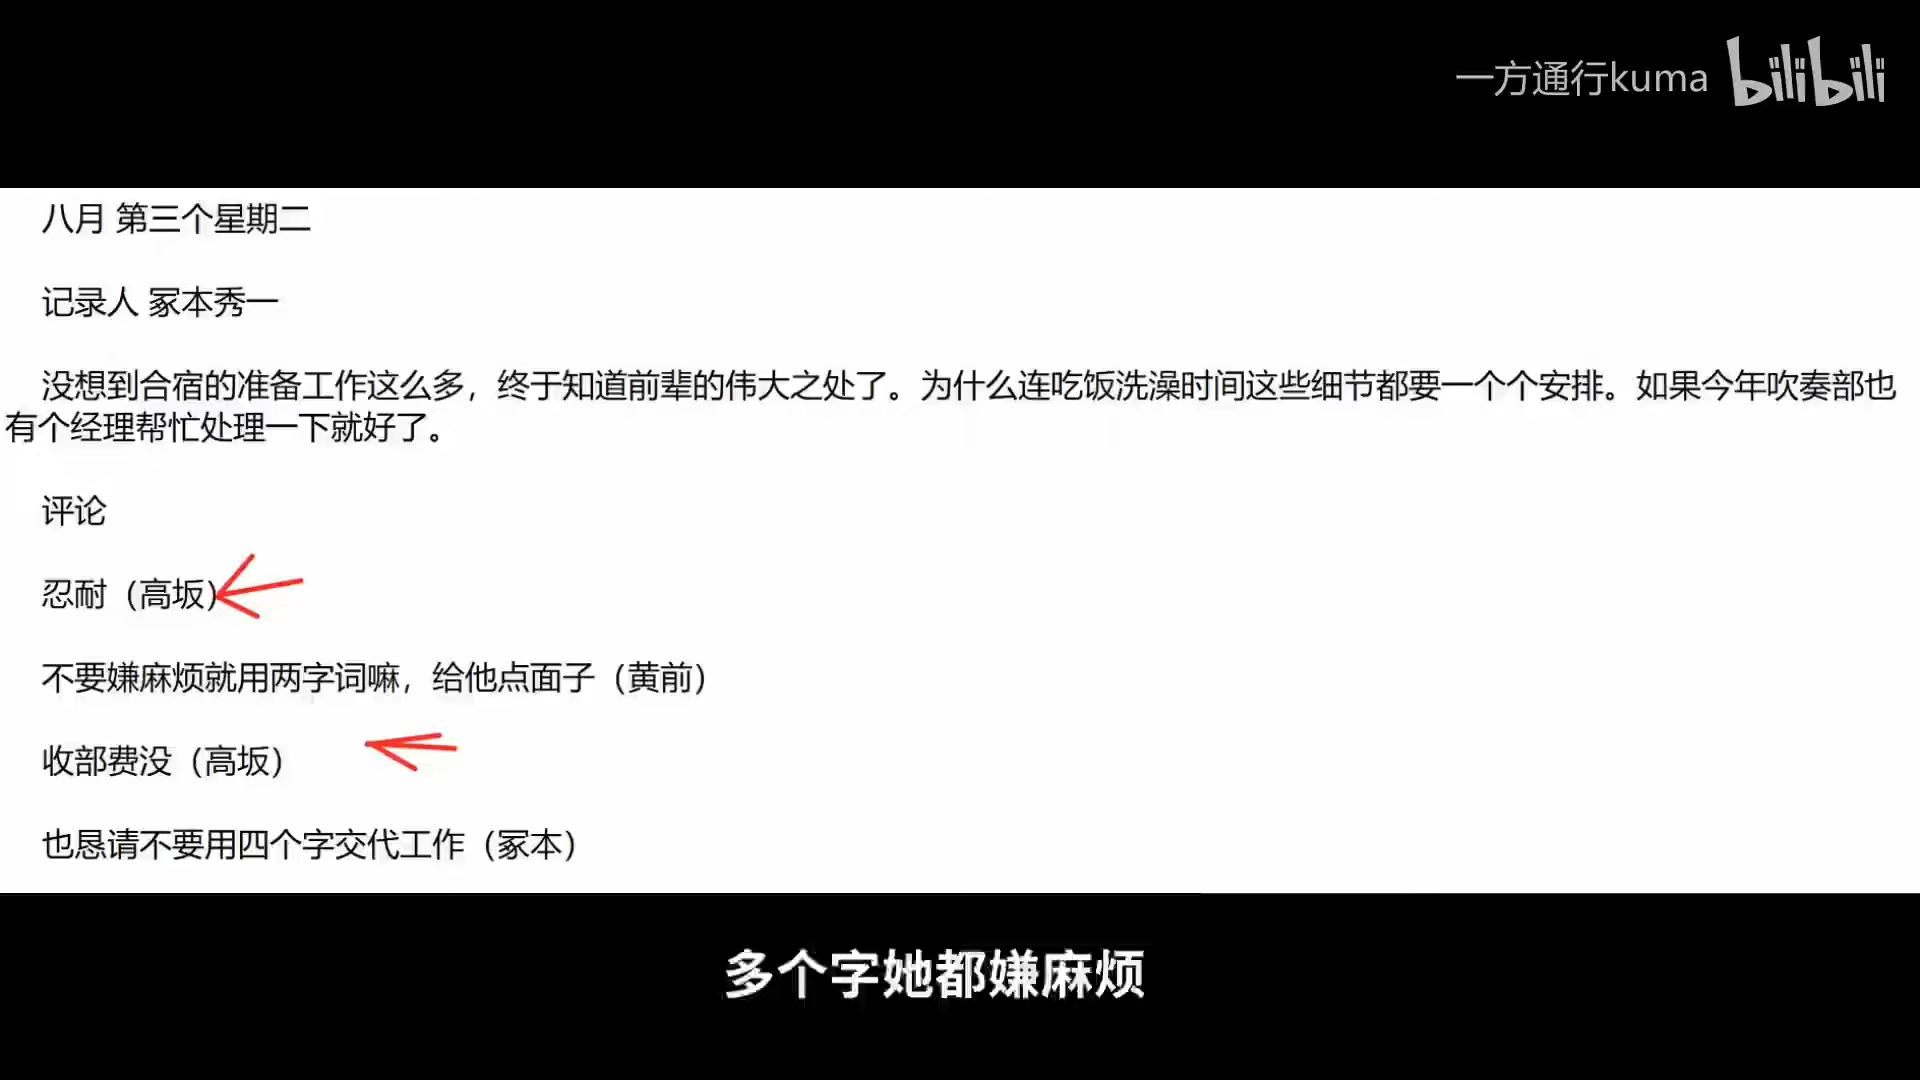 一方通行kuma bilibili
八月 第三个星期二
记录人 冢本秀一
没想到合宿的准备工作这么多，终于知道前辈的伟大之处了。为什么连吃饭洗澡时间这些细节都要一个个安排。如果今年吹奏部也
有个经理帮忙处理一下就好了。
评论
忍耐（高坂）
不要嫌麻烦就用两字词嘛，给他点面子（黄前）
收部费没（高坂）
也恳请不要用四个字交代工作（冢本）
多个字她都嫌麻烦